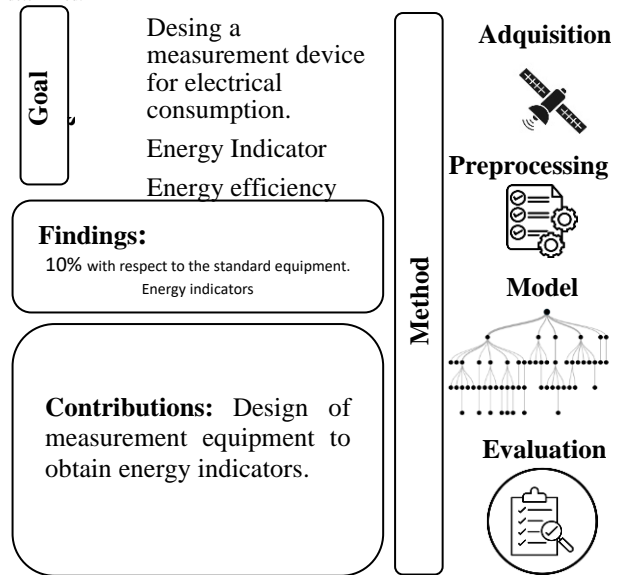 Goal
Desing a
measurement device
for electrical
consumption.
Energy Indicator
Energy efficiency
Findings:
10% with respect to the standard equipment.
Energy indicators
Contributions: Design of
measurement equipment to
obtain energy indicators.
Method
Adquisition
Preprocessing
Model
Evaluation